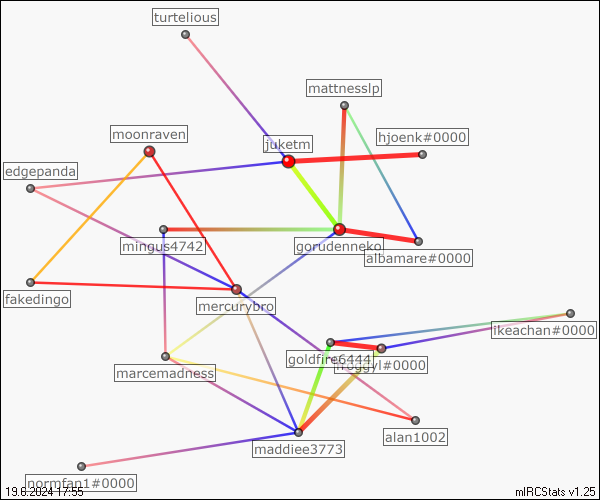 turtelious
mattnesslp
moonraven
juketm
hjoenk#0000
edgepanda
mingus4742
gorudenneko
albamare#0000
fakedingo
mercurybro
ikeachan#0000
goldfire6444
froggyl#0000
marcemadness
alan1002
maddiee3773
normfan1#0000
19.6.2024 17:55
mIRCStats v1.25